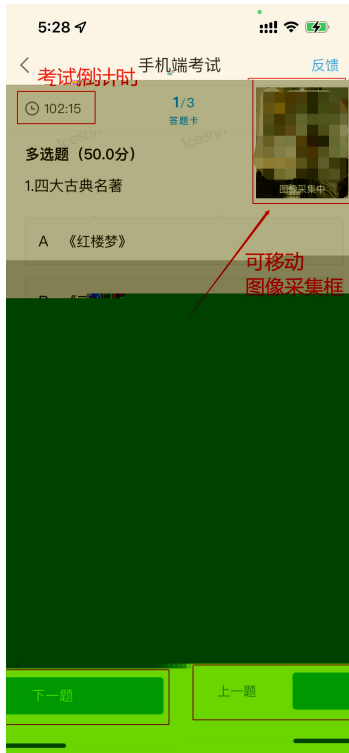 5:28
手机端考试
反馈
考试倒计时
102:15
1/3
答题卡
图像采集中
多选题（50.0分）
1.四大古典名著
A 《红楼梦》
可移动
图像采集框
下一题
上一题